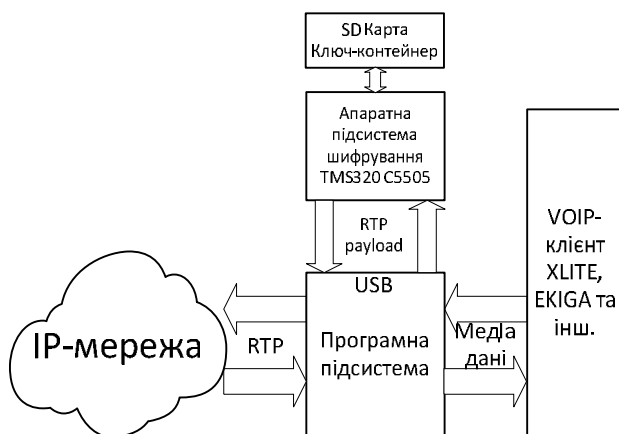 SD Карта
Ключ-контейнер
Апаратна
підсистема
шифрування
TMS320 C5505
RTP
payload
USB
VOIP-
клієнт
XLITE,
EKIGA та
інш.
IP-мережа
RTP
Програмна
підсистема
Медіа
дані